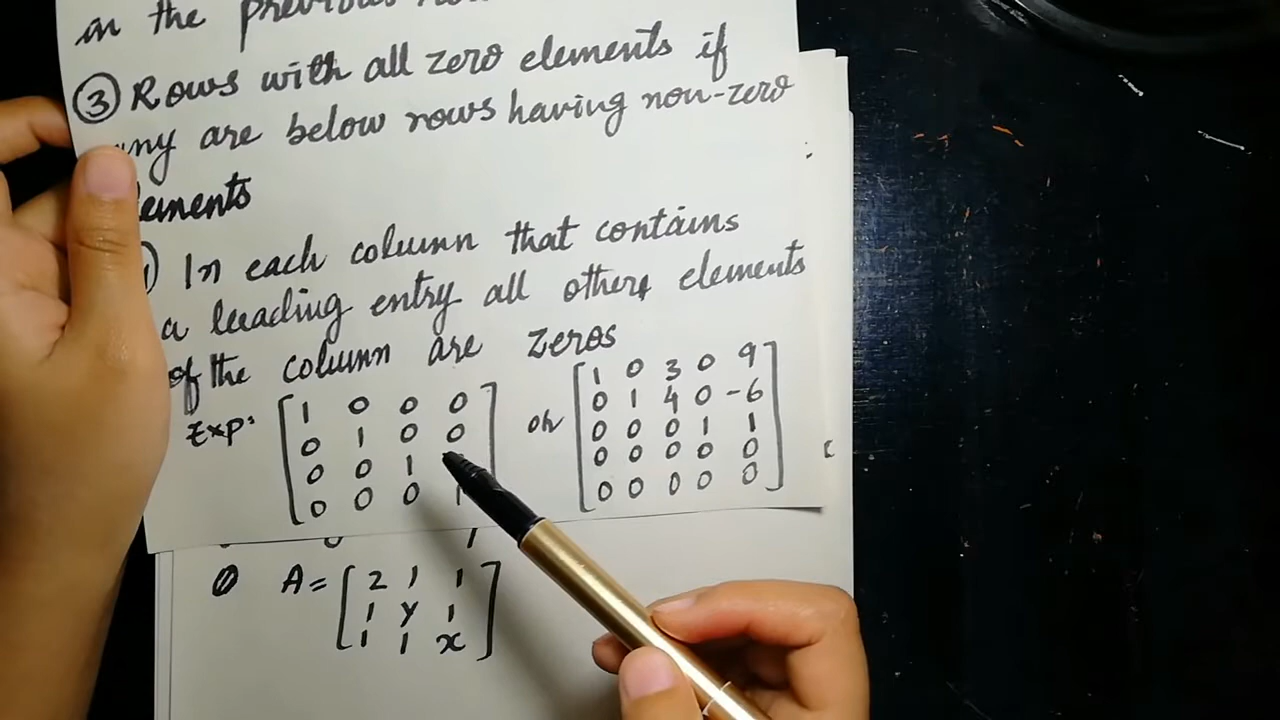 in the previous
③ Rows with all zero elements if
any are below rows having non-zero
elements
In each column that contains
a leading entry all other elements
of the column are zeros
Exp: [1 0 0 0 or [1 0 3 0 9
0 1 0 0 0 1 4 0 -6
0 0 1 0 0 0 1 1
0 0 0 1] 0 0 0 0 0
0 0 0 0 0]
A = [2 1 1
1 y 1
1 1 x]